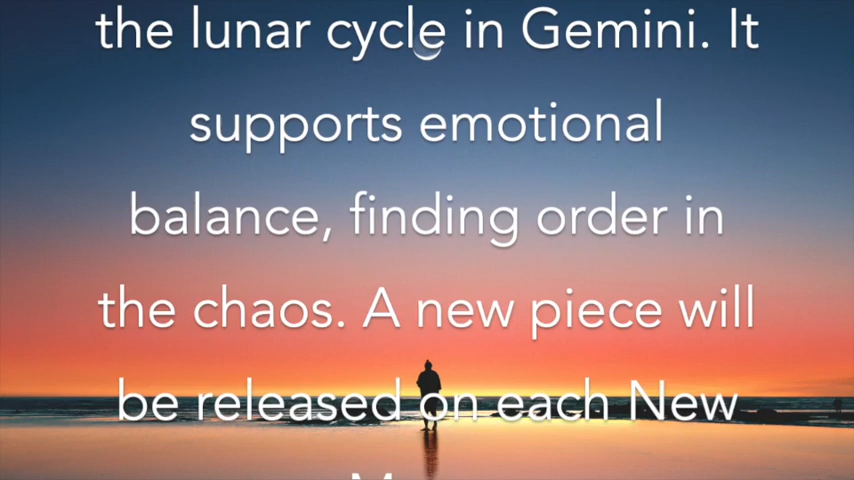 the lunar cycle in Gemini. It
supports emotional
balance, finding order in
the chaos. A new piece will
be released on each New